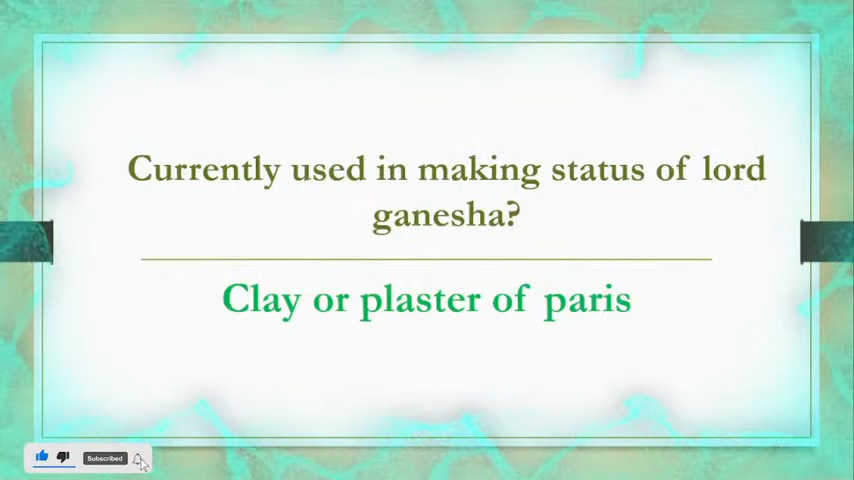 Currently used in making status of lord
ganesha?
Clay or plaster of paris
Subscribed